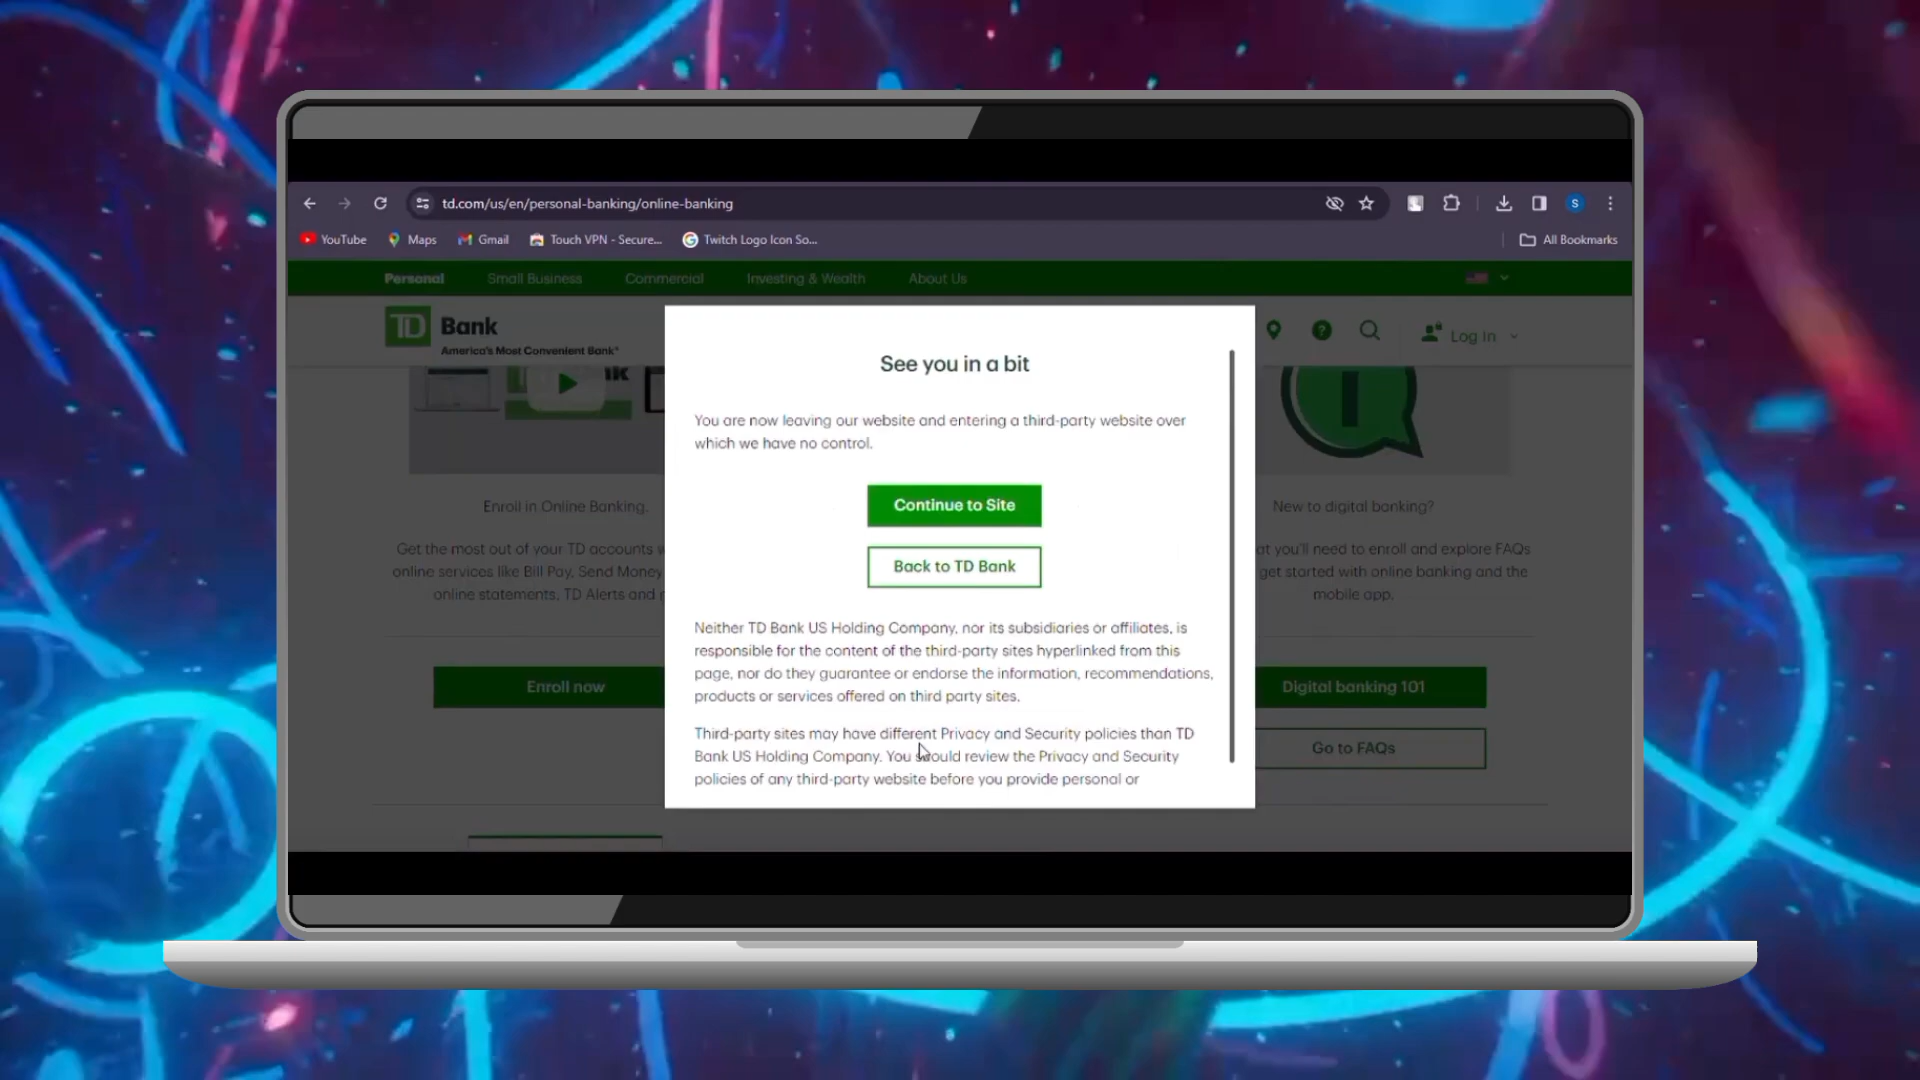 td.com/us/en/personal-banking/online-banking
S
YouTube
Maps
Gmail
Touch VPN - Secure...
Twitch Logo Icon So...
All Bookmarks
Personal
Small Business
Commercial
Investing & Wealth
About Us
TD Bank
America's Most Convenient Bank®
Log In
See you in a bit
You are now leaving our website and entering a third-party website over
which we have no control.
Continue to Site
Back to TD Bank
Neither TD Bank US Holding Company, nor its subsidiaries or affiliates, is
responsible for the content of the third-party sites hyperlinked from this
page, nor do they guarantee or endorse the information, recommendations,
products or services offered on third party sites.
Third-party sites may have different Privacy and Security policies than TD
Bank US Holding Company. You should review the Privacy and Security
policies of any third-party website before you provide personal or
Enroll in Online Banking.
Get the most out of your TD accounts
online services like Bill Pay, Send Money
online statements, TD Alerts and
Enroll now
New to digital banking?
you'll need to enroll and explore FAQs
get started with online banking and the
mobile app.
Digital banking 101
Go to FAQs